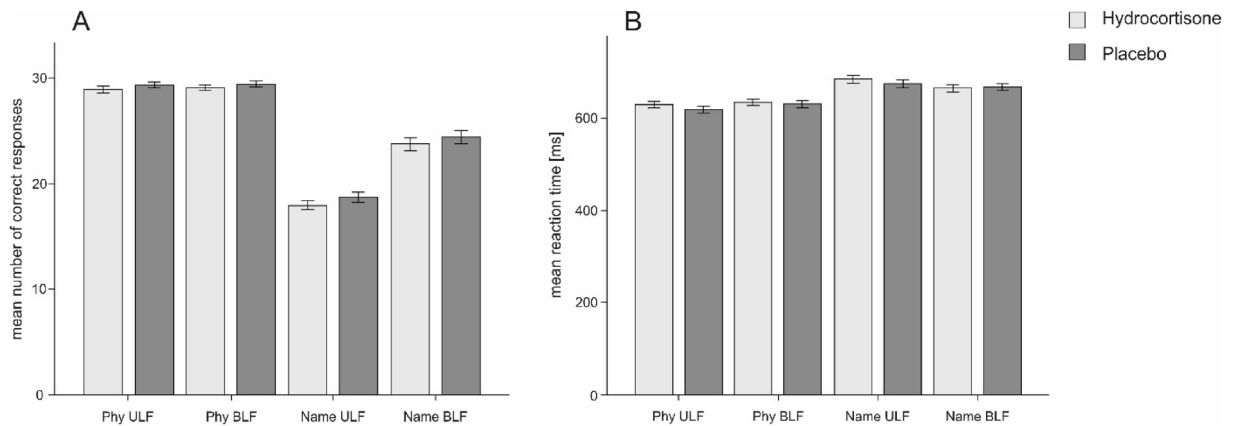 A
mean number of correct responses
30
20
10
0
Phy ULF Phy BLF Name ULF Name BLF
B
mean reaction time [ms]
600
400
200
0
Phy ULF Phy BLF Name ULF Name BLF
Hydrocortisone
Placebo